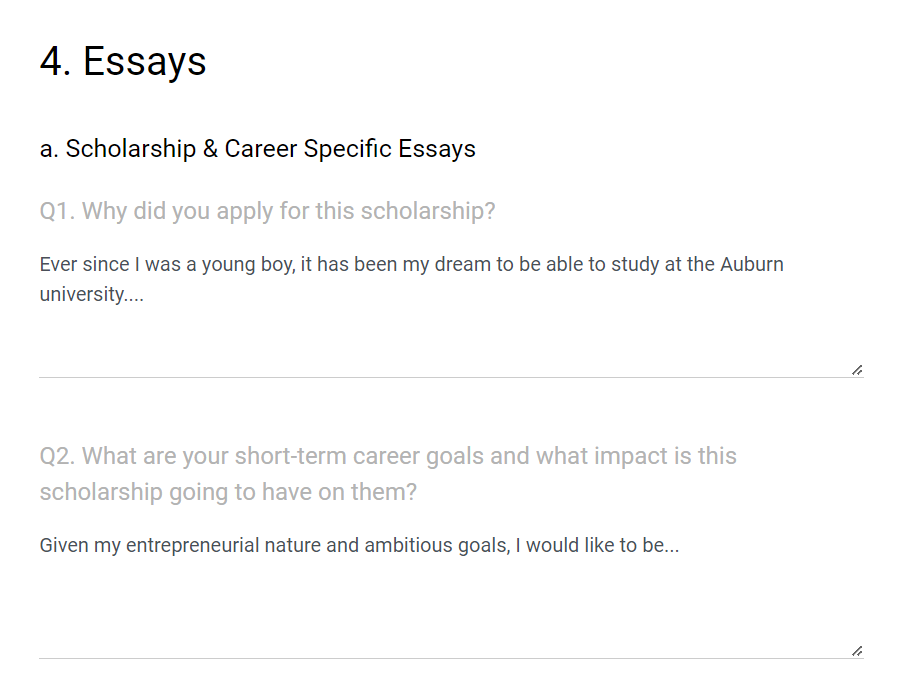 4. Essays
a. Scholarship & Career Specific Essays
Q1. Why did you apply for this scholarship?
Ever since I was a young boy, it has been my dream to be able to study at the Auburn
university....
Q2. What are your short-term career goals and what impact is this
scholarship going to have on them?
Given my entrepreneurial nature and ambitious goals, I would like to be...